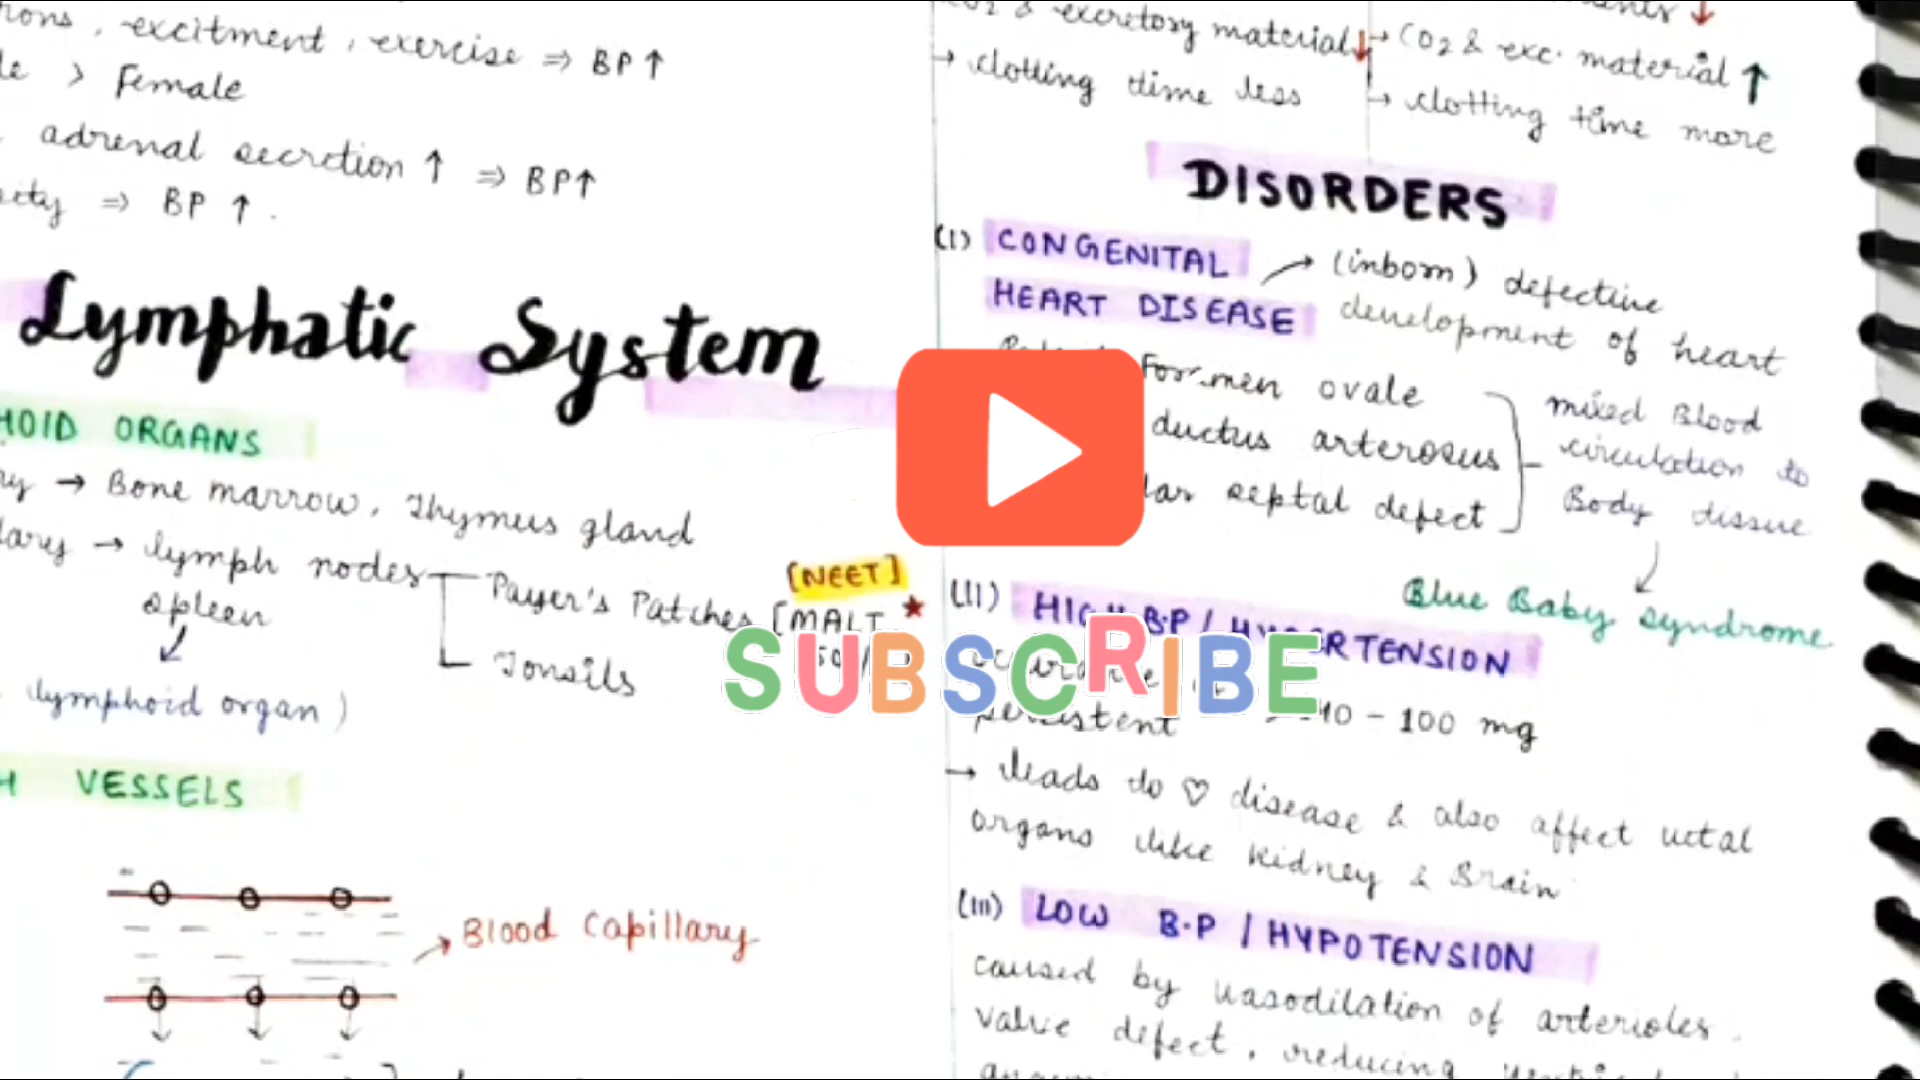 , excitment, exercise ⇒ BP↑
> Female
adrenal secretion ↑ ⇒ BP↑
⇒ BP ↑.
Lymphatic System
ORGANS
→ Bone marrow, Thymus gland
→ lymph nodes
Payer's Patches [MALT
[NEET]
spleen
Tonsils
lymphoid organ)
VESSELS
Blood Capillary
& excretory material↓
→ clotting time less
→ CO2 & exc. material ↑
→ clotting time more
DISORDERS
(I) CONGENITAL
HEART DISEASE
→ (inborn) defective
development of heart
ovale
ductus arterosus
septal defect
mixed Blood
circulation to
Body tissue
Blue Baby syndrome
(II) HIGH B.P / HYPERTENSION
persistent
- 100 mg
→ leads to ♡ disease & also affect vital
organs like kidney & Brain
(III) LOW B.P / HYPOTENSION
caused by vasodilation of arterioles.
valve defect, reducing
SUBSCRIBE